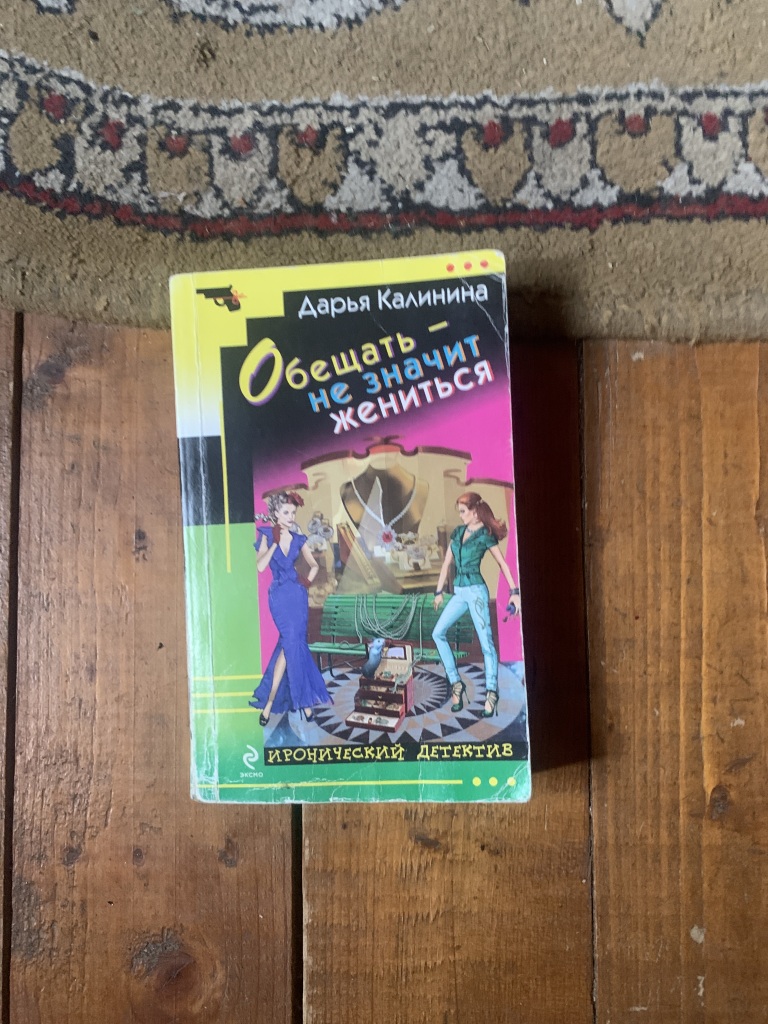 Дарья Калинина
Обещать –
не значит
жениться
ИРОНИЧЕСКИЙ ДЕТЕКТИВ
ЭКСМО